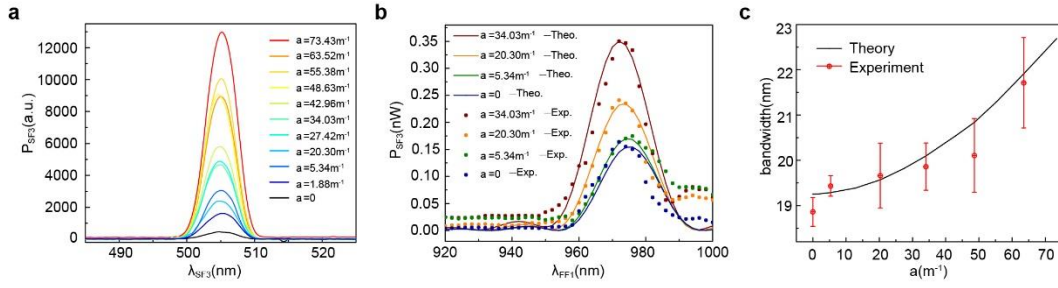 a
P_SF3(a.u.)
12000
10000
8000
6000
4000
2000
0
490
500
510
520
λ_SF3(nm)
a =73.43m⁻¹
a =63.52m⁻¹
a =55.38m⁻¹
a =48.63m⁻¹
a =42.96m⁻¹
a =34.03m⁻¹
a =27.42m⁻¹
a =20.30m⁻¹
a =5.34m⁻¹
a =1.88m⁻¹
a =0
b
P_SF3(nW)
0.35
0.30
0.25
0.20
0.15
0.10
0.05
0.00
920
940
960
980
1000
λ_FF1(nm)
a =34.03m⁻¹ —Theo.
a =20.30m⁻¹ —Theo.
a =5.34m⁻¹ —Theo.
a =0 —Theo.
a =34.03m⁻¹ —Exp.
a =20.30m⁻¹ —Exp.
a =5.34m⁻¹ —Exp.
a =0 —Exp.
c
bandwidth(nm)
23
22
21
20
19
0
10
20
30
40
50
60
70
a(m⁻¹)
Theory
Experiment